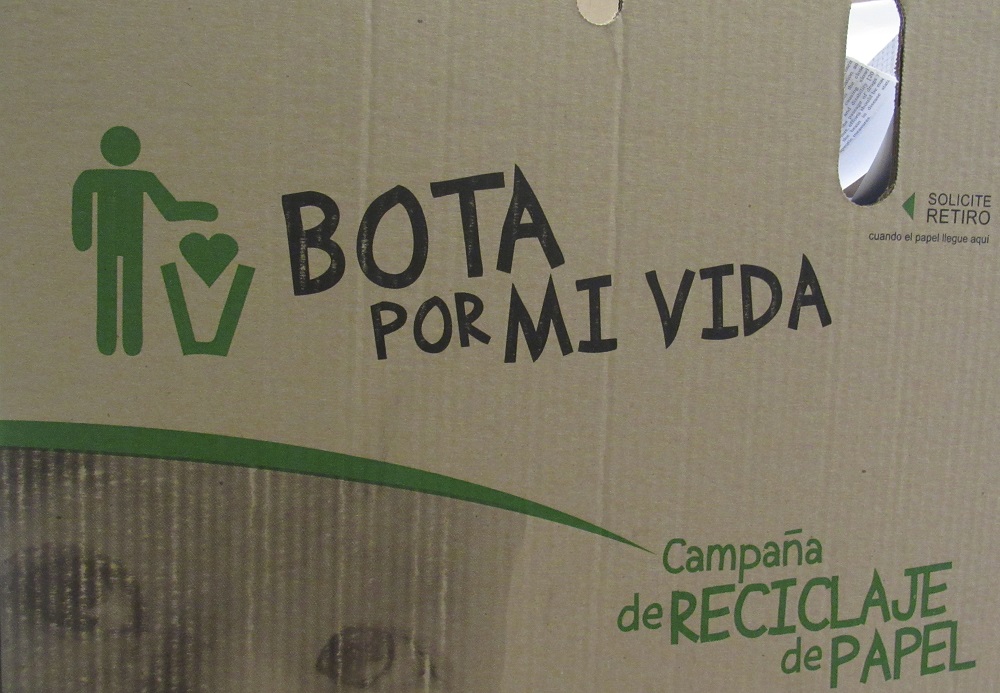 BOTA
POR MI VIDA
SOLICITE
RETIRO
cuando el papel llegue aquí
Campaña
de RECICLAJE
de PAPEL